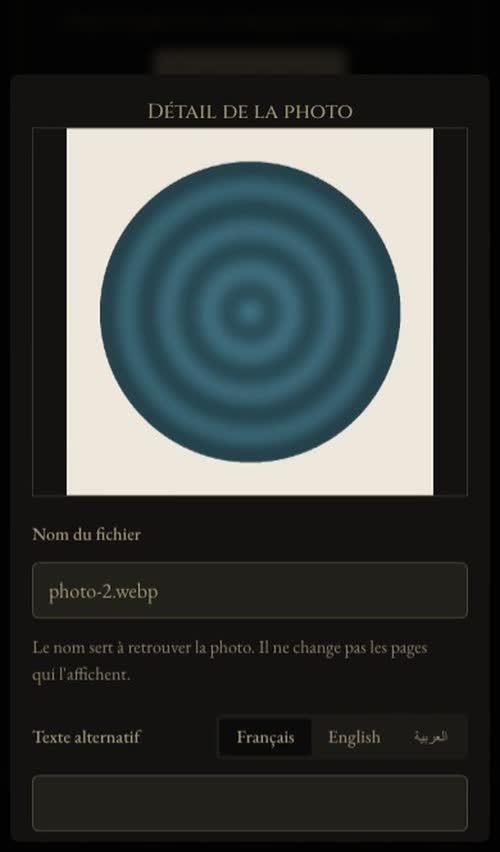 Détail de la photo
Nom du fichier
photo-2.webp
Le nom sert à retrouver la photo. Il ne change pas les pages
qui l'affichent.
Texte alternatif Français English العربية